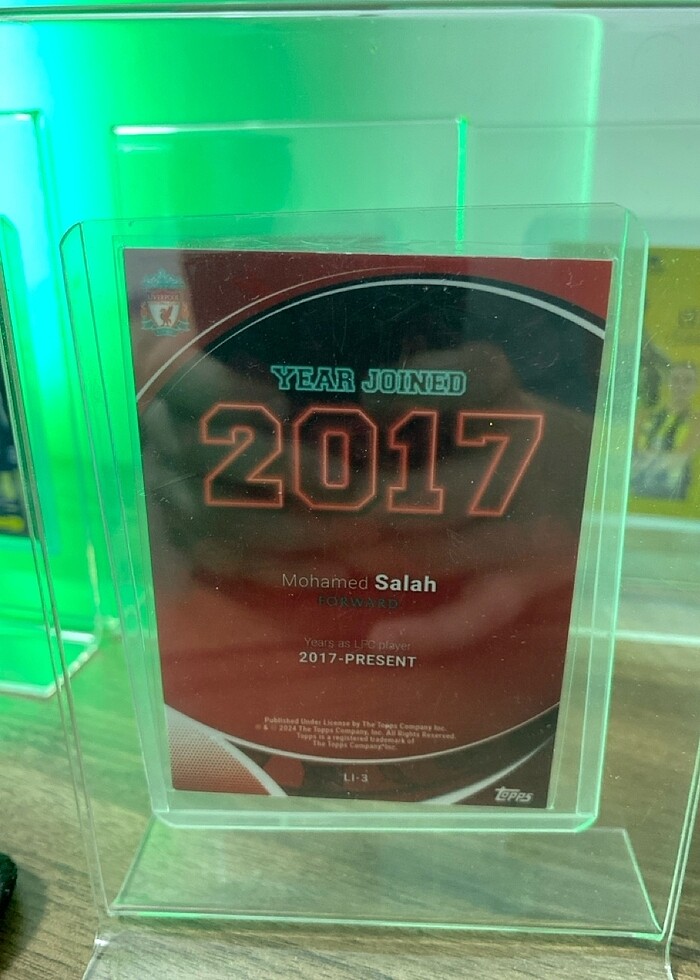 LIVERPOOL
YEAR JOINED
2017
Mohamed Salah
FORWARD
Years as LFC player
2017-PRESENT
Published Under License by The Topps Company Inc.
® & © 2024 The Topps Company, Inc. All Rights Reserved.
Topps is a registered trademark of
The Topps Company Inc.
LI-3
topps